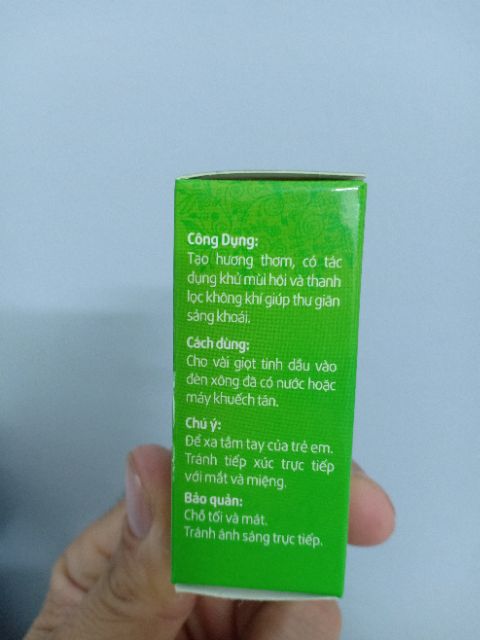 Công Dụng:
Tạo hương thơm, có tác
dụng khử mùi hôi và thanh
lọc không khí giúp thư giãn
sảng khoái.
Cách dùng:
Cho vài giọt tinh dầu vào
đèn xông đã có nước hoặc
máy khuếch tán.
Chú ý:
Để xa tầm tay của trẻ em.
Tránh tiếp xúc trực tiếp
với mắt và miệng.
Bảo quản:
Chỗ tối và mát.
Tránh ánh sáng trực tiếp.